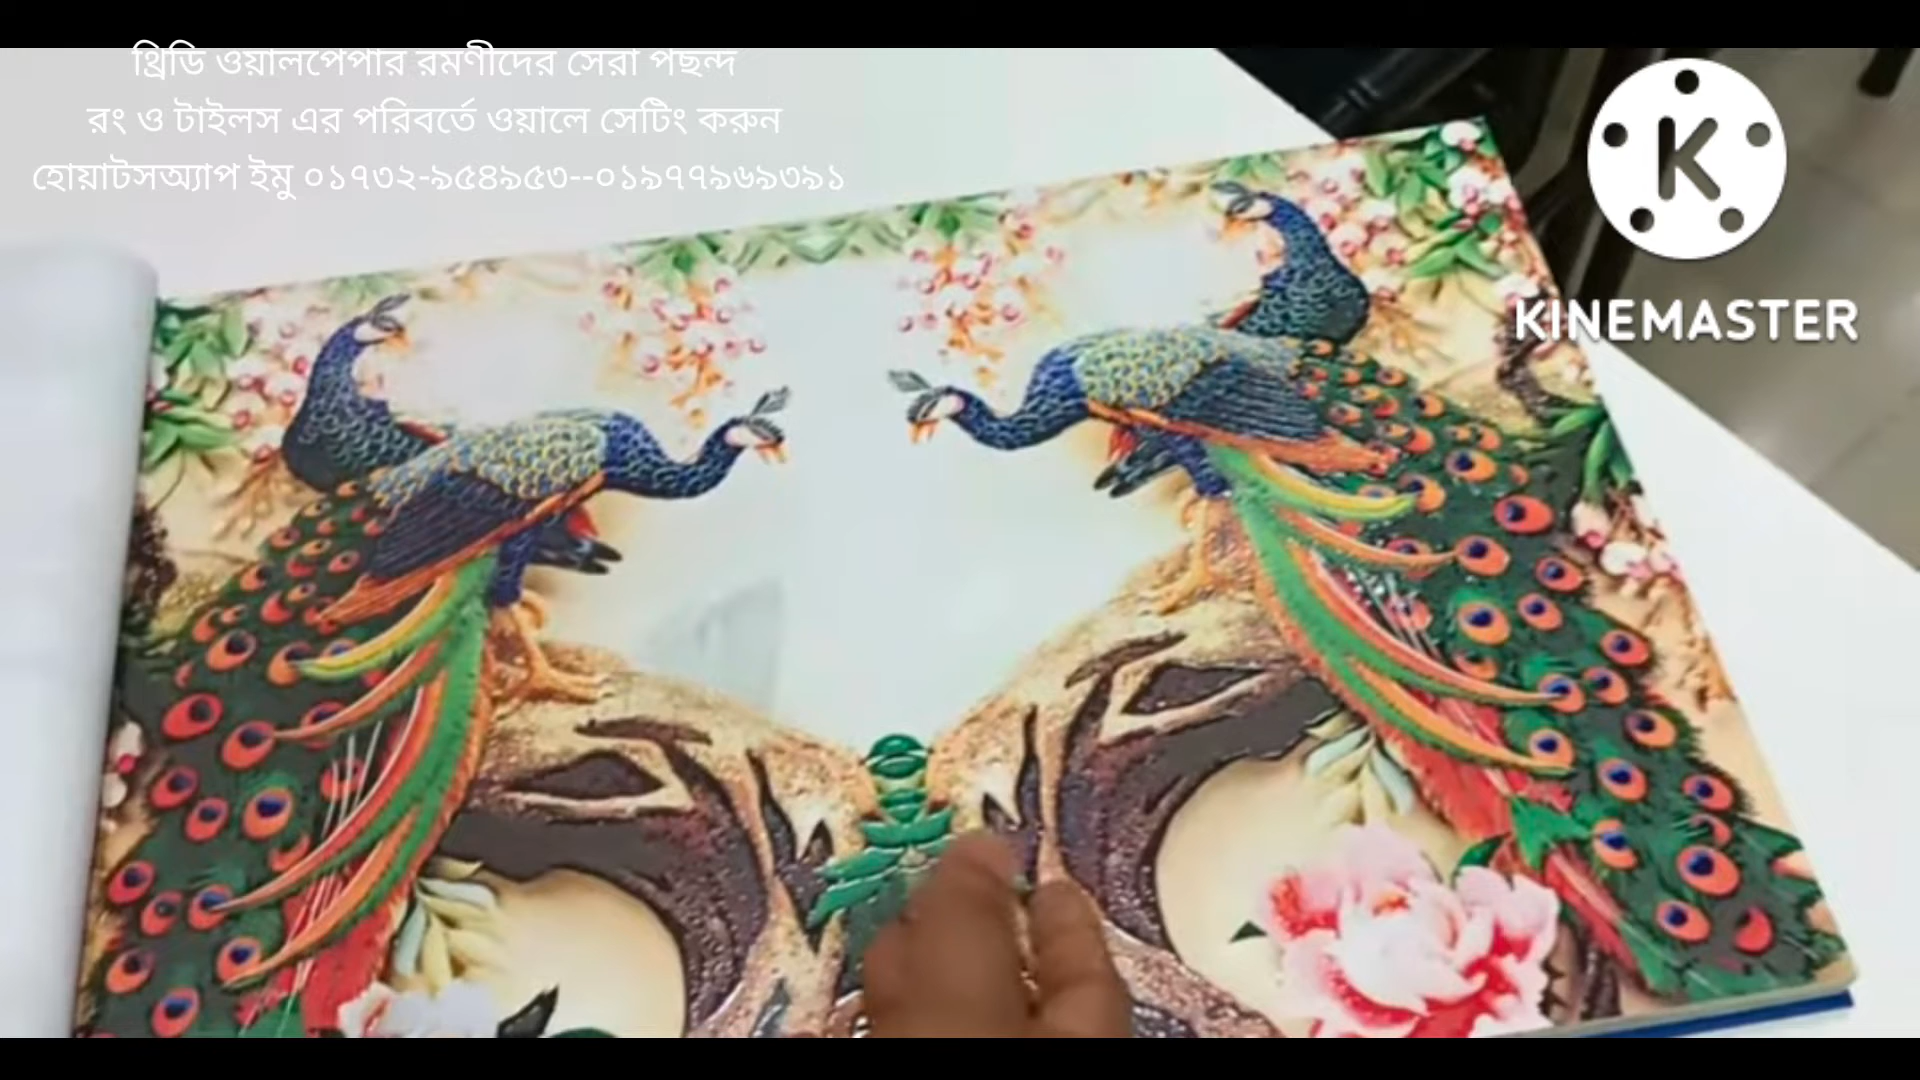 থ্রিডি ওয়ালপেপার রমণীদের সেরা পছন্দ
রং ও টাইলস এর পরিবর্তে ওয়ালে সেটিং করুন
হোয়াটসঅ্যাপ ইমু ০১৭৩২-৯৫৪৯৫৩--০১৯৭৭৯৬৯৩৯১
K
KINEMASTER